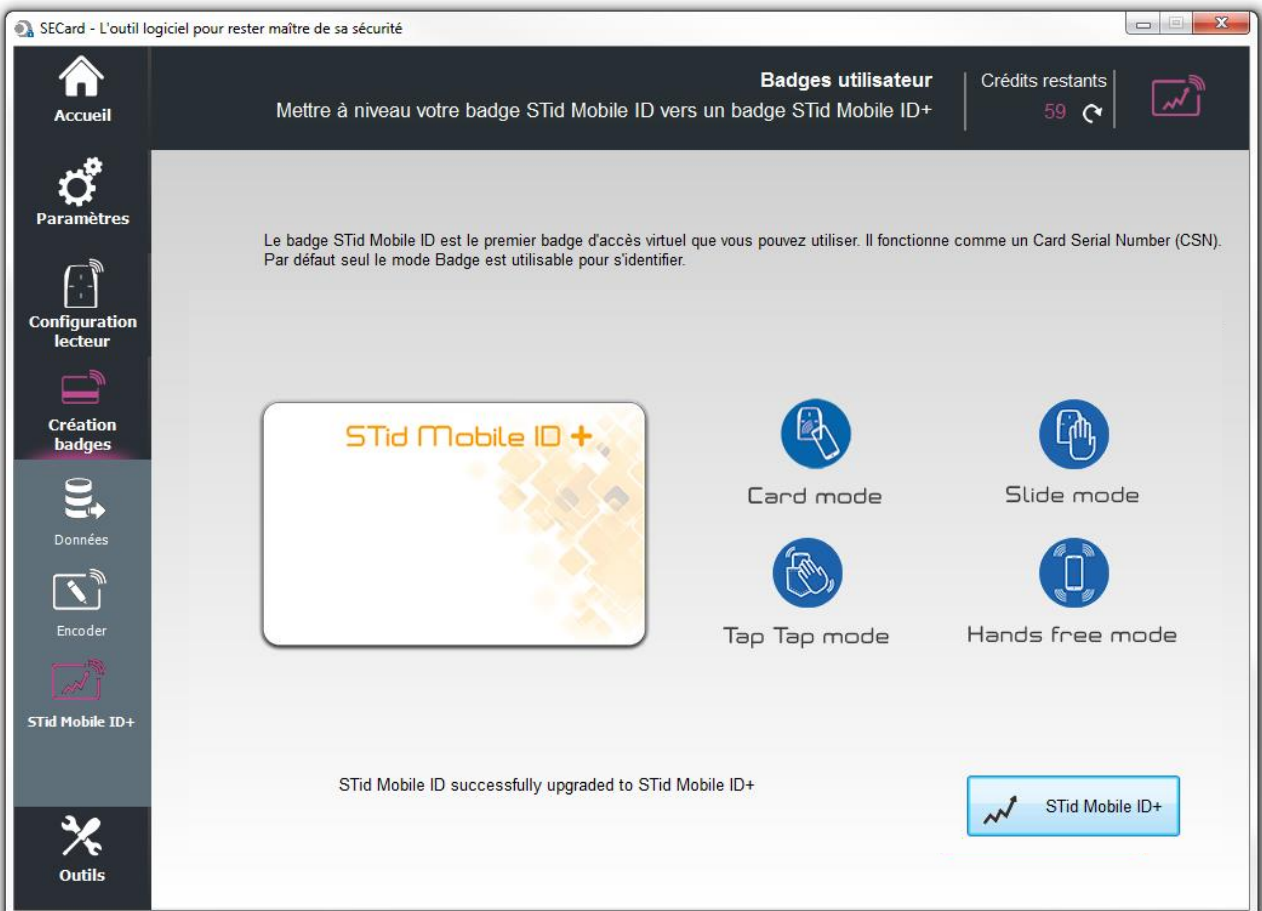 SECard - L'outil logiciel pour rester maître de sa sécurité
Accueil
Badges utilisateur
Mettre à niveau votre badge STid Mobile ID vers un badge STid Mobile ID+
Crédits restants
59
Paramètres
Configuration
lecteur
Création
badges
Données
Encoder
STid Mobile ID+
Outils
Le badge STid Mobile ID est le premier badge d'accès virtuel que vous pouvez utiliser. Il fonctionne comme un Card Serial Number (CSN).
Par défaut seul le mode Badge est utilisable pour s'identifier.
STid Mobile ID +
Card mode
Slide mode
Tap Tap mode
Hands free mode
STid Mobile ID successfully upgraded to STid Mobile ID+
STid Mobile ID+